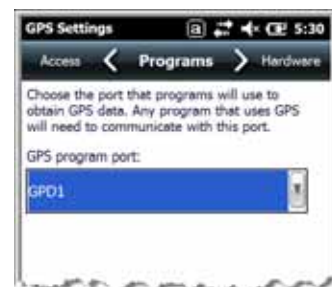 GPS Settings 5:30
Access Programs Hardware
Choose the port that programs will use to
obtain GPS data. Any program that uses GPS
will need to communicate with this port.
GPS program port:
GPD1